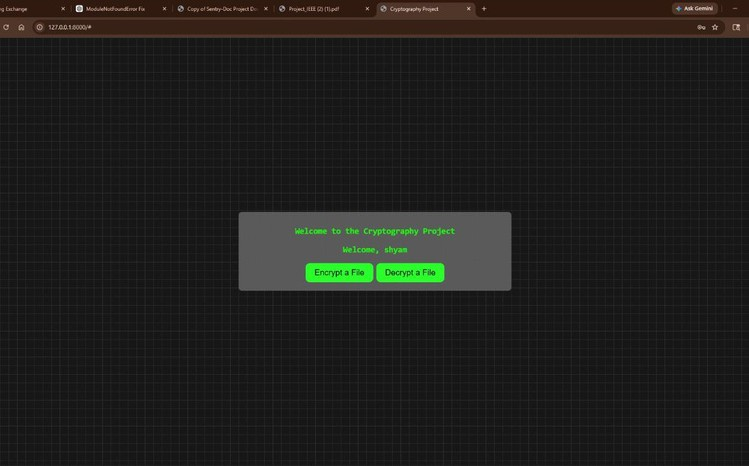 ng Exchange
ModuleNotFoundError Fix
Copy of Sentry-Doc Project Do
Project_IEEE (2) (1).pdf
Cryptography Project
Ask Gemini
127.0.0.1:8000/#
Welcome to the Cryptography Project
Welcome, shyam
Encrypt a File
Decrypt a File